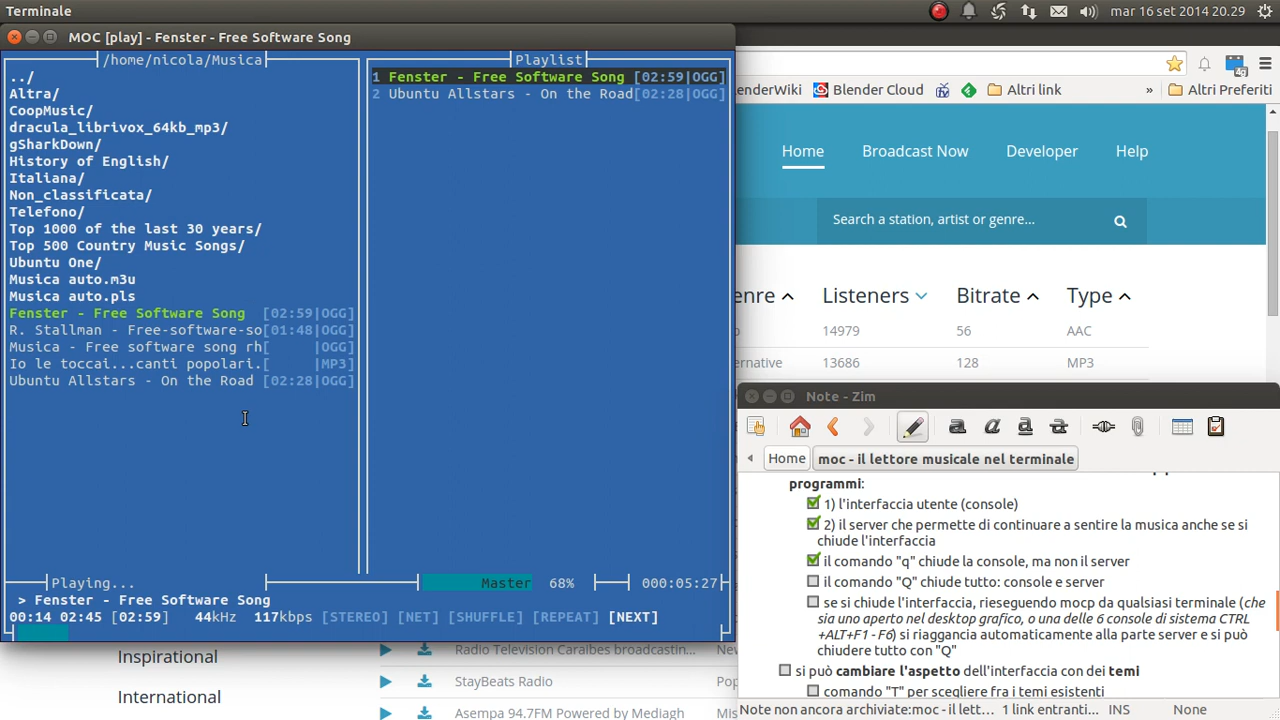 Terminale
mar 16 set 2014 20.29
MOC [play] - Fenster - Free Software Song
/home/nicola/Musica
../
Altra/
CoopMusic/
dracula_librivox_64kb_mp3/
gSharkDown/
History of English/
Italiana/
Non_classificata/
Telefono/
Top 1000 of the last 30 years/
Top 500 Country Music Songs/
Ubuntu One/
Musica auto.m3u
Musica auto.pls
Fenster - Free Software Song [02:59|OGG]
R. Stallman - Free-software-so[01:48|OGG]
Musica - Free software song rh[     |OGG]
Io le toccai...canti popolari.[     |MP3]
Ubuntu Allstars - On the Road [02:28|OGG]
Playlist
1 Fenster - Free Software Song [02:59|OGG]
2 Ubuntu Allstars - On the Road[02:28|OGG]
Playing...
Master 68%
000:05:27
> Fenster - Free Software Song
00:14 02:45 [02:59] 44kHz 117kbps [STEREO] [NET] [SHUFFLE] [REPEAT] [NEXT]
enderWiki Blender Cloud Altri link » Altri Preferiti
Home Broadcast Now Developer Help
Search a station, artist or genre...
enre Listeners Bitrate Type
14979 56 AAC
ernative 13686 128 MP3
Inspirational
International
Radio Television Caraibes broadcastin...
StayBeats Radio
Asempa 94.7FM Powered by Mediagh
Note - Zim
Home moc - il lettore musicale nel terminale
programmi:
1) l'interfaccia utente (console)
2) il server che permette di continuare a sentire la musica anche se si
chiude l'interfaccia
il comando "q" chiude la console, ma non il server
il comando "Q" chiude tutto: console e server
se si chiude l'interfaccia, rieseguendo mocp da qualsiasi terminale (che
sia uno aperto nel desktop grafico, o una delle 6 console di sistema CTRL
+ALT+F1 - F6) si riaggancia automaticamente alla parte server e si può
chiudere tutto con "Q"
si può cambiare l'aspetto dell'interfaccia con dei temi
comando "T" per scegliere fra i temi esistenti
Note non ancora archiviate:moc - il lett... 1 link entranti... INS None